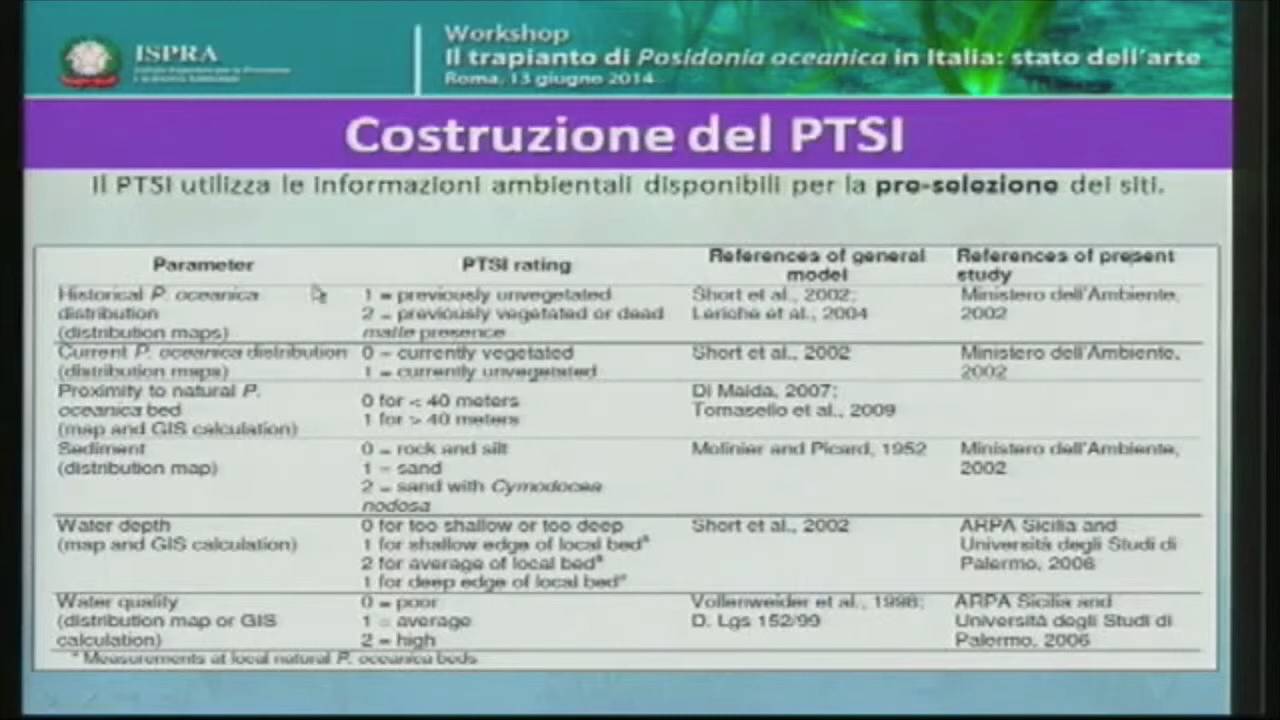 ISPRA
Workshop
Il trapianto di Posidonia oceanica in Italia: stato dell'arte
Roma, 13 giugno 2014
Costruzione del PTSI
Il PTSI utilizza le informazioni ambientali disponibili per la pre-selezione dei siti.
Parameter PTSI rating References of general model References of present study
Historical P. oceanica distribution (distribution maps) 1 = previously unvegetated 2 = previously vegetated or dead matte presence Short et al., 2002; Leriche et al., 2004 Ministero dell'Ambiente, 2002
Current P. oceanica distribution (distribution maps) 0 = currently vegetated 1 = currently unvegetated Short et al., 2002 Ministero dell'Ambiente, 2002
Proximity to natural P. oceanica bed (map and GIS calculation) 0 for < 40 meters 1 for > 40 meters Di Maida, 2007; Tomasello et al., 2009
Sediment (distribution map) 0 = rock and silt 1 = sand 2 = sand with Cymodocea nodosa Molinier and Picard, 1952 Ministero dell'Ambiente, 2002
Water depth (map and GIS calculation) 0 for too shallow or too deep 1 for shallow edge of local bed* 2 for average of local bed* 1 for deep edge of local bed* Short et al., 2002 ARPA Sicilia and Università degli Studi di Palermo, 2006
Water quality (distribution map or GIS calculation) 0 = poor 1 = average 2 = high Vollenweider et al., 1998; D. Lgs 152/99 ARPA Sicilia and Università degli Studi di Palermo, 2006
* Measurements at local natural P. oceanica beds